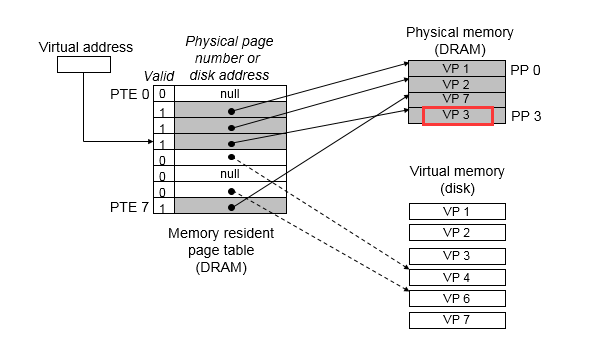 Virtual address
Physical page
number or
disk address
Valid
PTE 0
0
null
1
1
1
0
0
null
0
PTE 7
1
Memory resident
page table
(DRAM)
Physical memory
(DRAM)
VP 1
PP 0
VP 2
VP 7
VP 3
PP 3
Virtual memory
(disk)
VP 1
VP 2
VP 3
VP 4
VP 6
VP 7